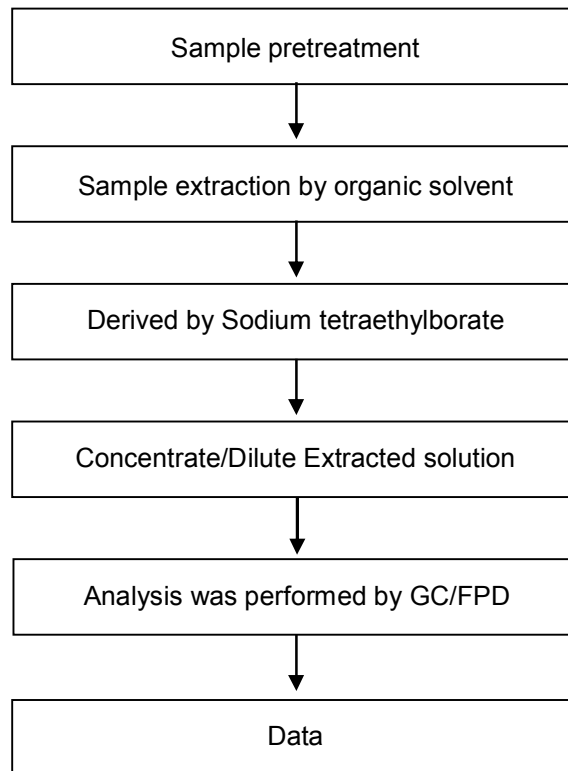 Sample pretreatment
Sample extraction by organic solvent
Derived by Sodium tetraethylborate
Concentrate/Dilute Extracted solution
Analysis was performed by GC/FPD
Data